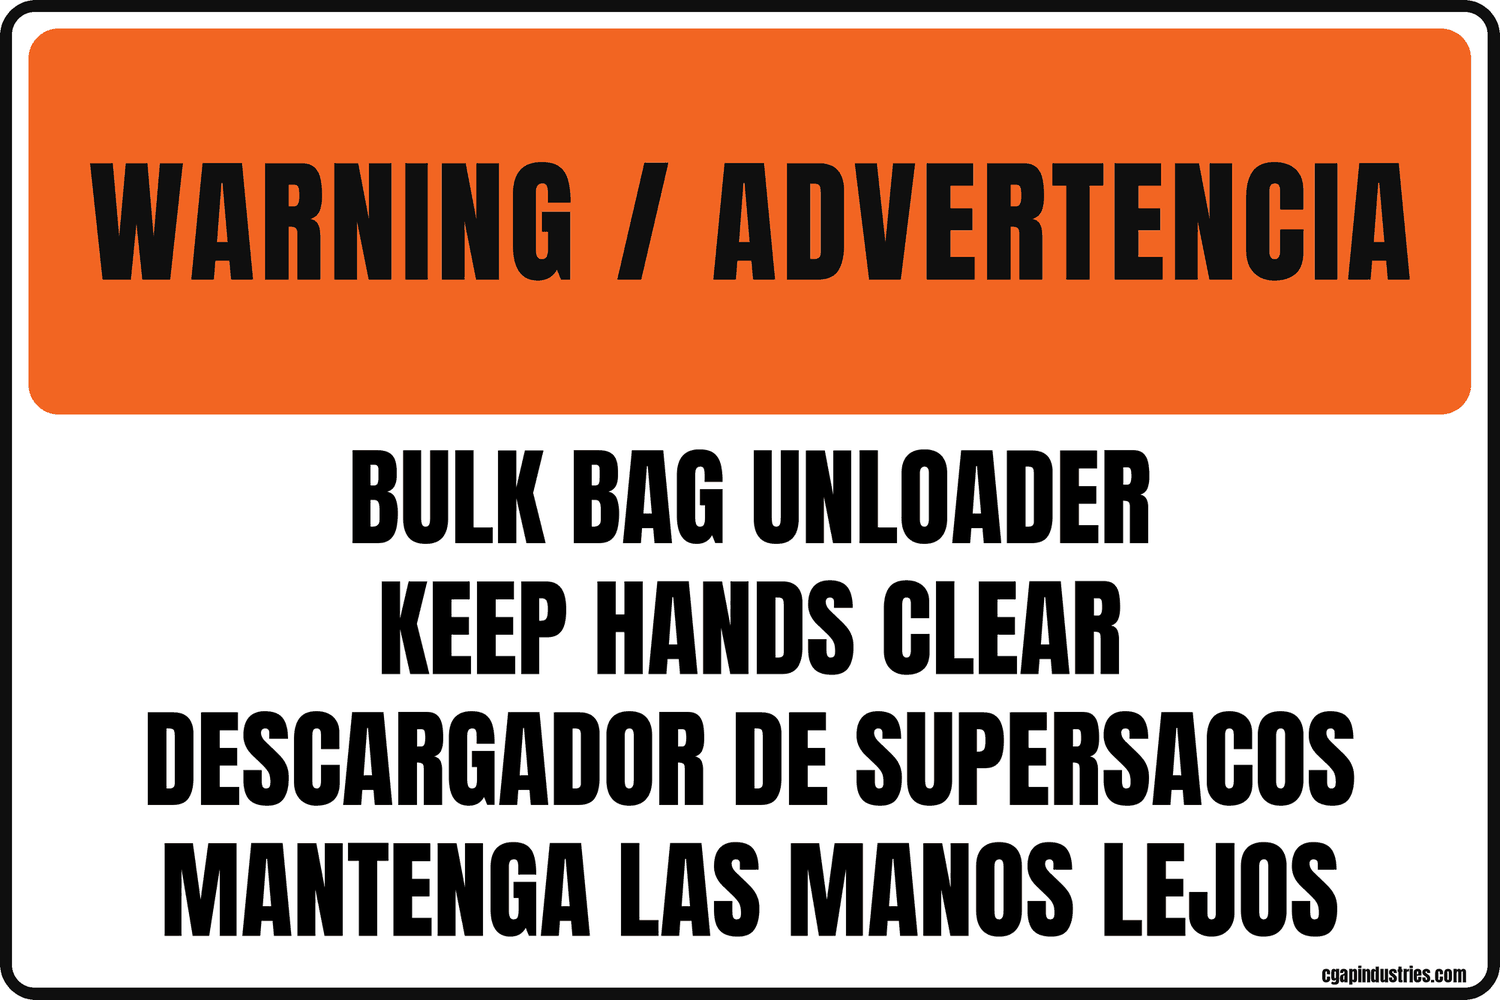 WARNING / ADVERTENCIA
BULK BAG UNLOADER
KEEP HANDS CLEAR
DESCARGADOR DE SUPERSACOS
MANTENGA LAS MANOS LEJOS
cgapindustries.com